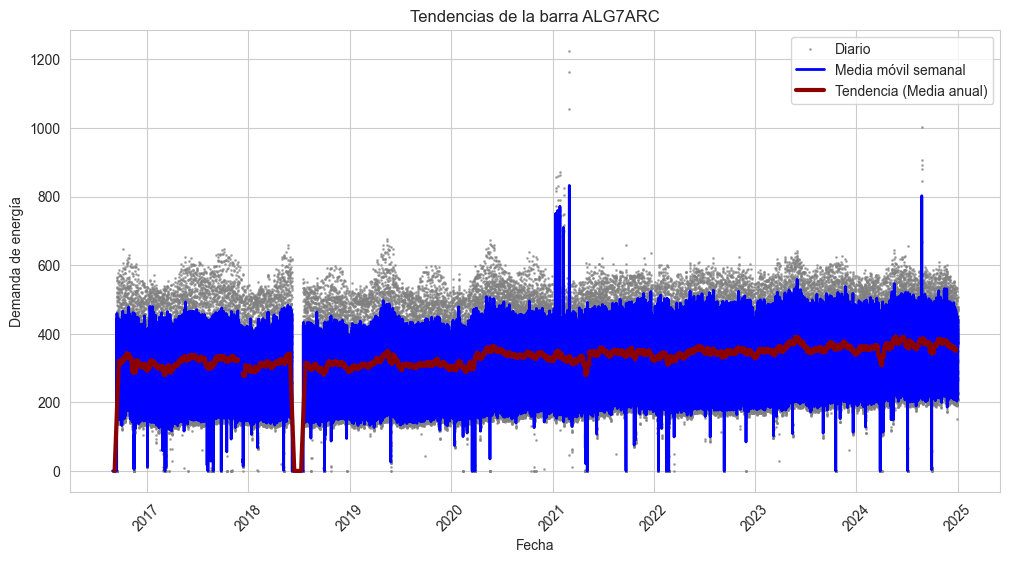 Tendencias de la barra ALG7ARC
Diario
Media móvil semanal
Tendencia (Media anual)
Demanda de energía
1200
1000
800
600
400
200
0
2017
2018
2019
2020
2021
2022
2023
2024
2025
Fecha